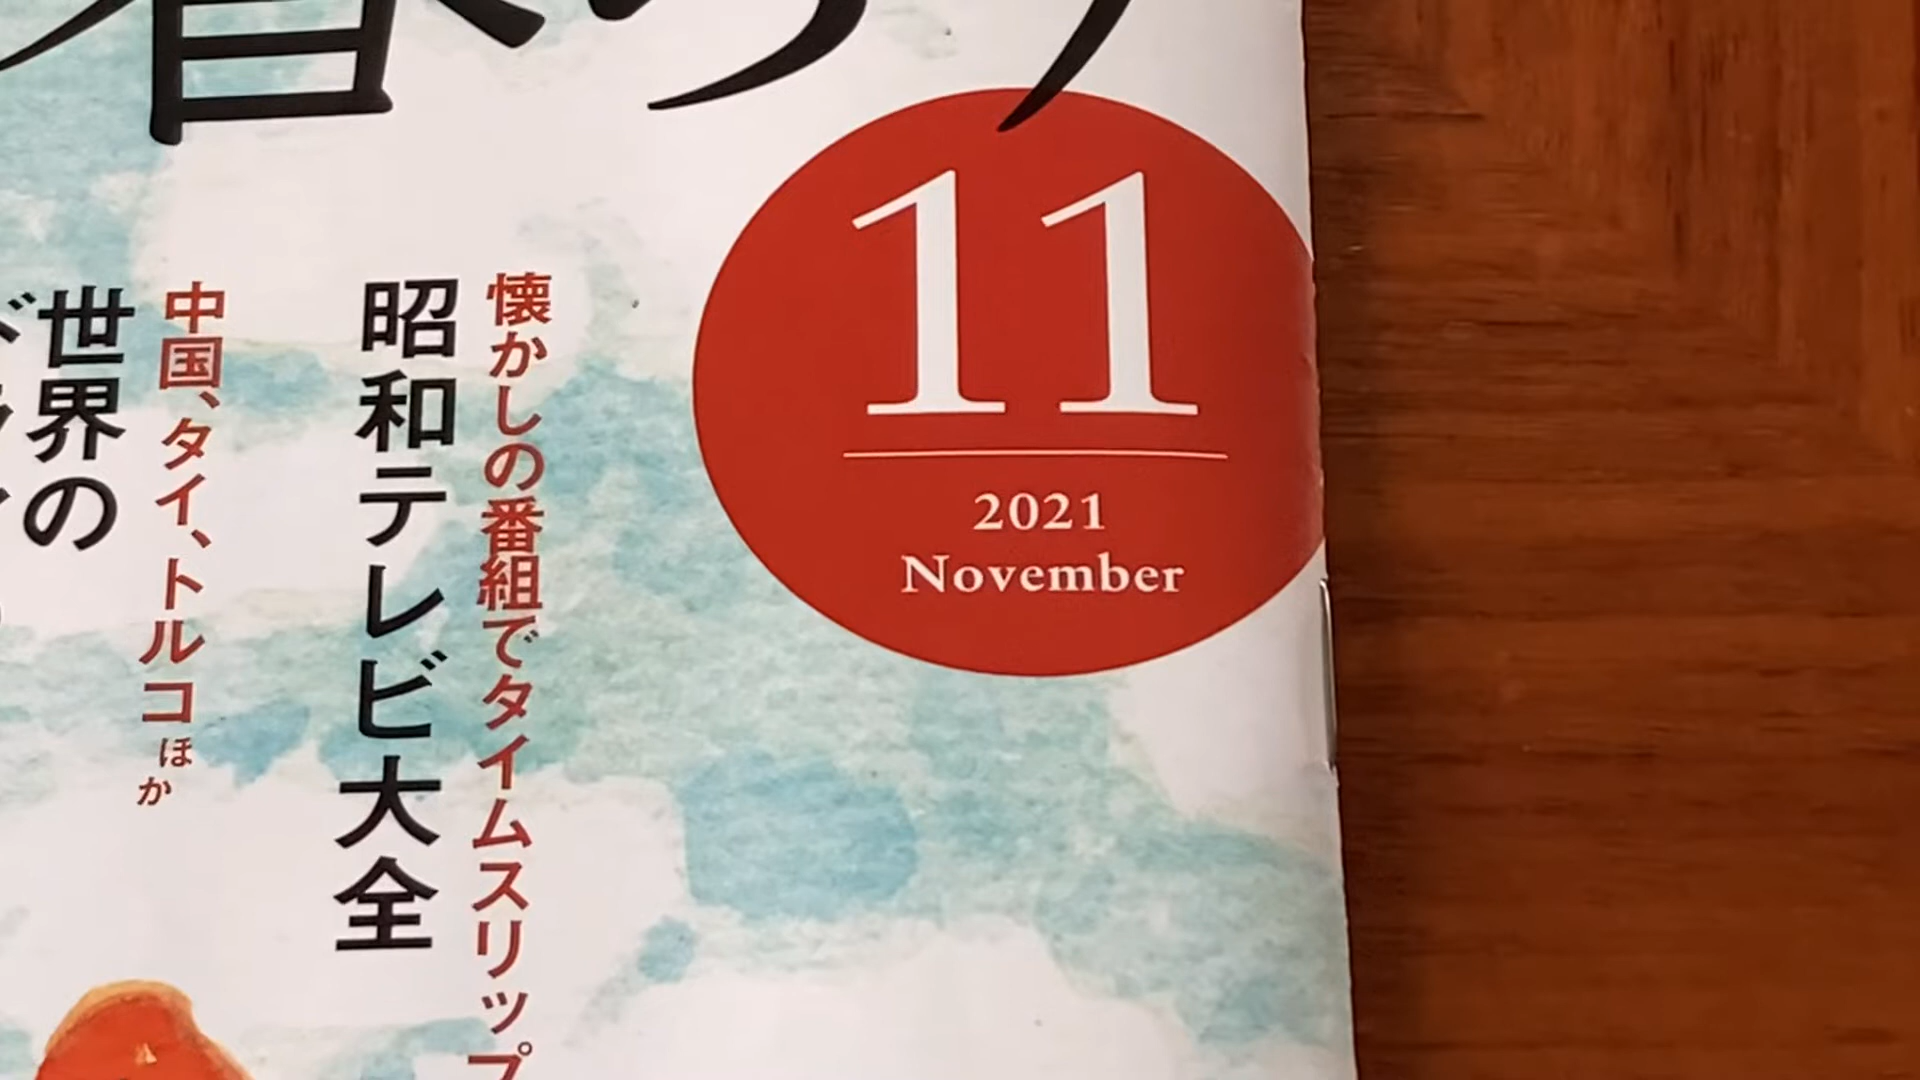 11
2021
November
懐かしの番組でタイムスリップ
昭和テレビ大全
中国、タイ、トルコほか
世界の